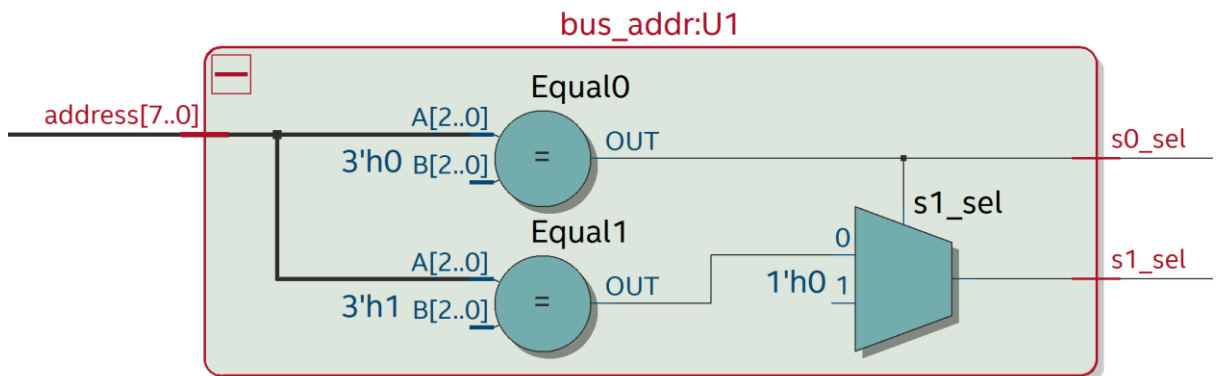 bus_addr:U1
Equal0
address[7..0]
A[2..0]
OUT
=
s0_sel
3'h0 B[2..0]
s1_sel
Equal1
0
A[2..0]
s1_sel
OUT
1'h0 1
=
3'h1 B[2..0]